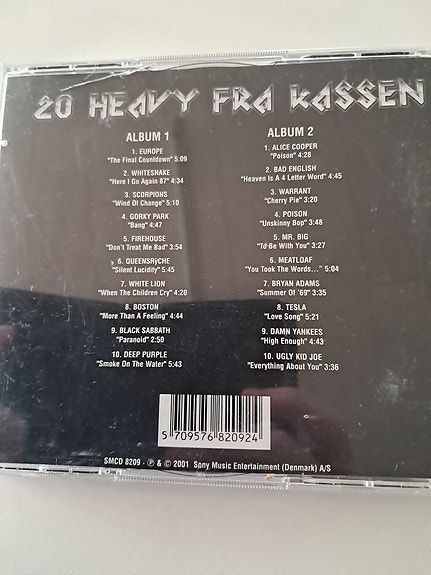 20 HEAVY FRA KASSEN
ALBUM 1
1. EUROPE
"The Final Countdown" 5:09
2. WHITESNAKE
"Here I Go Again 87" 4:34
3. SCORPIONS
"Wind Of Change" 5:10
4. GORKY PARK
"Bang" 4:47
5. FIREHOUSE
"Don't Treat Me Bad" 3:54
6. QUEENSRŸCHE
"Silent Lucidity" 5:45
7. WHITE LION
"When The Children Cry" 4:20
8. BOSTON
"More Than A Feeling" 4:44
9. BLACK SABBATH
"Paranoid" 2:50
10. DEEP PURPLE
"Smoke On The Water" 5:43
ALBUM 2
1. ALICE COOPER
"Poison" 4:28
2. BAD ENGLISH
"Heaven Is A 4 Letter Word" 4:45
3. WARRANT
"Cherry Pie" 3:20
4. POISON
"Unskinny Bop" 3:48
5. MR. BIG
"To Be With You" 3:27
6. MEATLOAF
"You Took The Words..." 5:04
7. BRYAN ADAMS
"Summer Of '69" 3:35
8. TESLA
"Love Song" 5:21
9. DAMN YANKEES
"High Enough" 4:43
10. UGLY KID JOE
"Everything About You" 3:36
5 709576 820924
SMCD 8209 · ℗ & © 2001 Sony Music Entertainment (Denmark) A/S